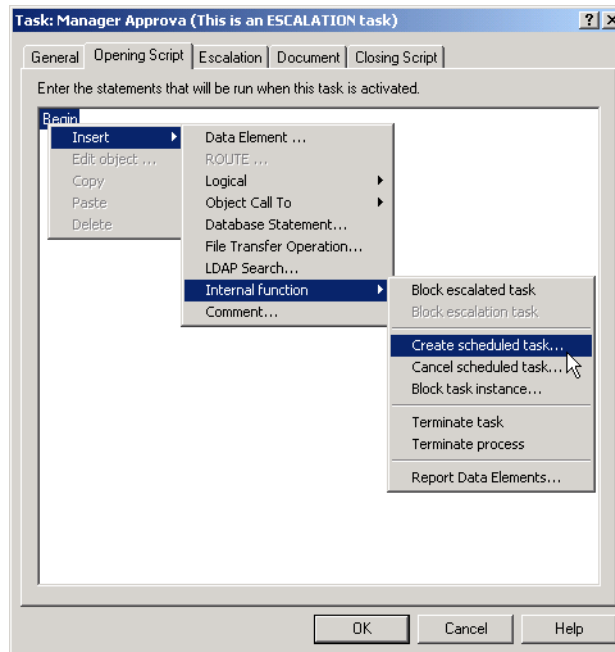 Task: Manager Approva (This is an ESCALATION task)
General Opening Script Escalation Document Closing Script
Enter the statements that will be run when this task is activated.
Begin
Insert
Edit object ...
Copy
Paste
Delete
Data Element ...
ROUTE ...
Logical
Object Call To
Database Statement...
File Transfer Operation...
LDAP Search...
Internal function
Comment...
Block escalated task
Block escalation task
Create scheduled task...
Cancel scheduled task...
Block task instance...
Terminate task
Terminate process
Report Data Elements...
OK Cancel Help